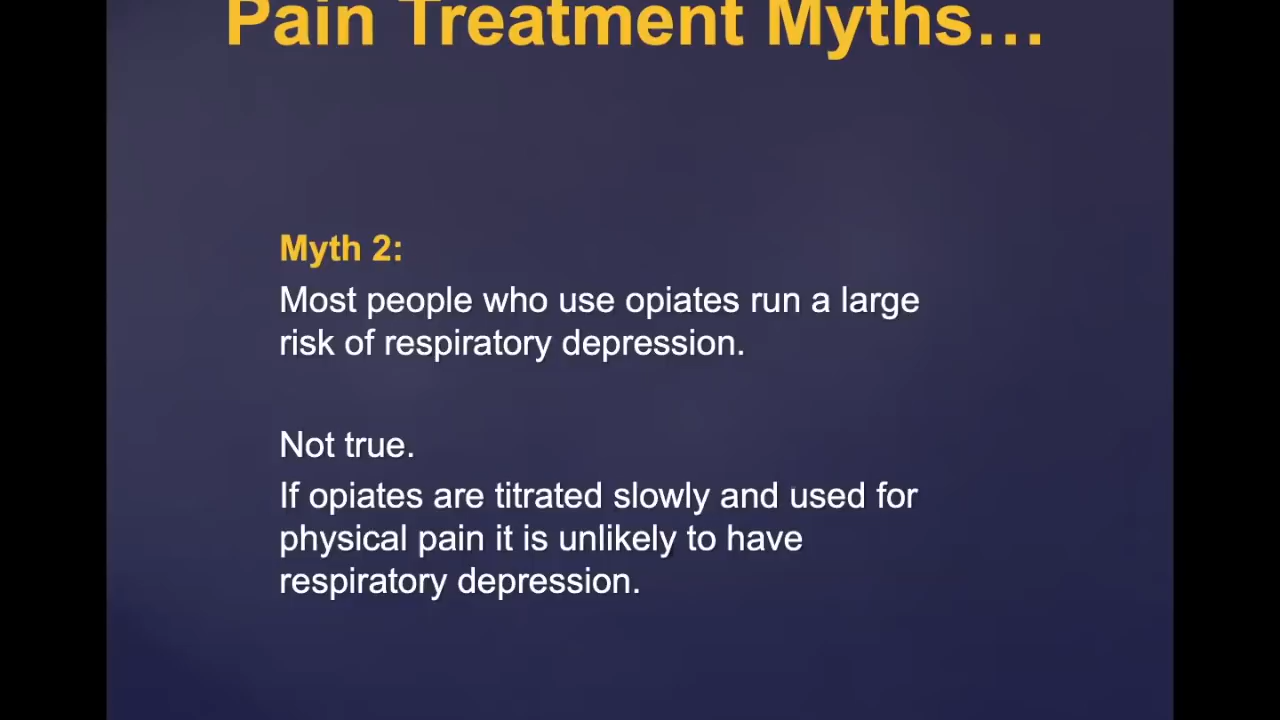 Pain Treatment Myths...
Myth 2:
Most people who use opiates run a large
risk of respiratory depression.
Not true.
If opiates are titrated slowly and used for
physical pain it is unlikely to have
respiratory depression.